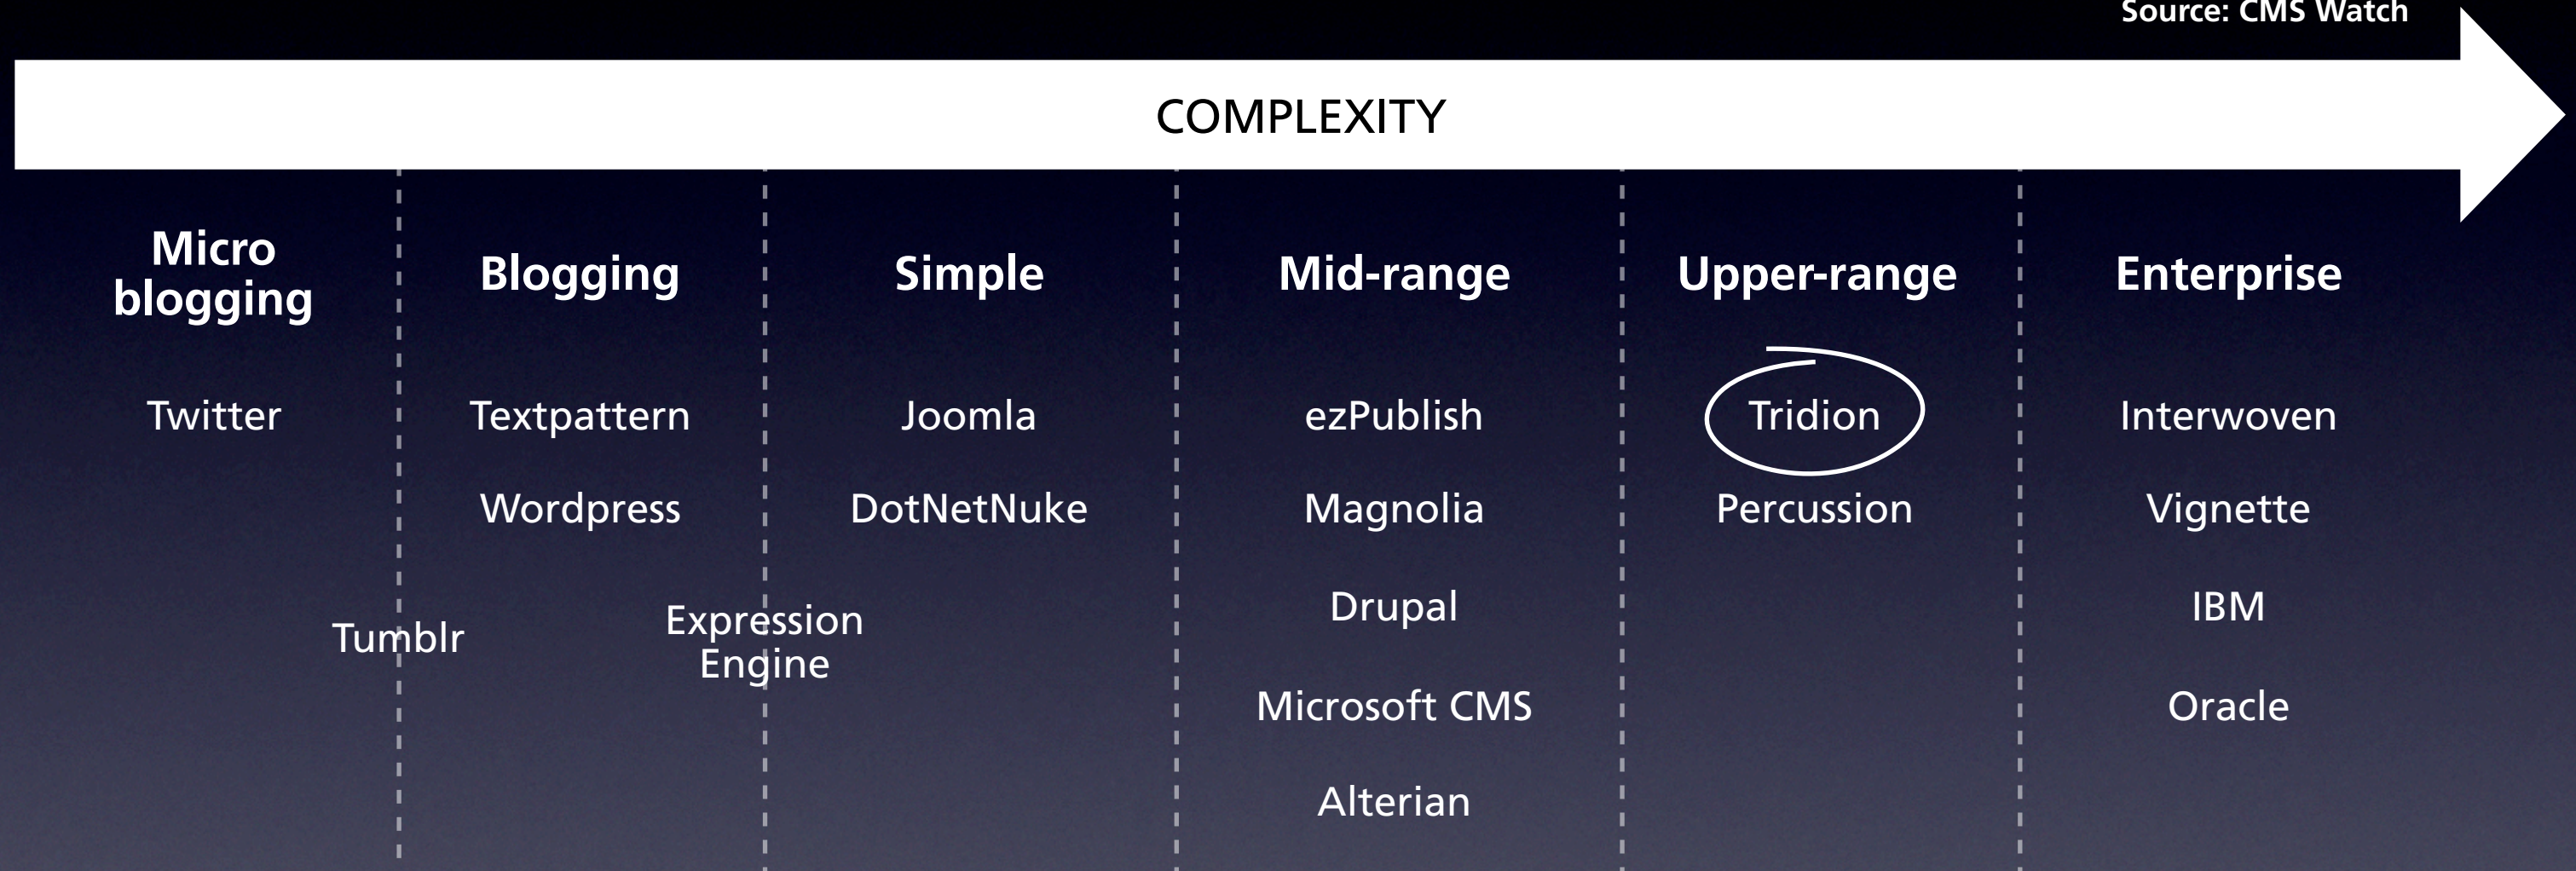 Source: CMS Watch
COMPLEXITY
Micro
blogging
Blogging
Simple
Mid-range
Upper-range
Enterprise
Twitter
Textpattern
Joomla
ezPublish
Tridion
Interwoven
Wordpress
DotNetNuke
Magnolia
Percussion
Vignette
Tumblr
Expression
Engine
Drupal
IBM
Microsoft CMS
Oracle
Alterian